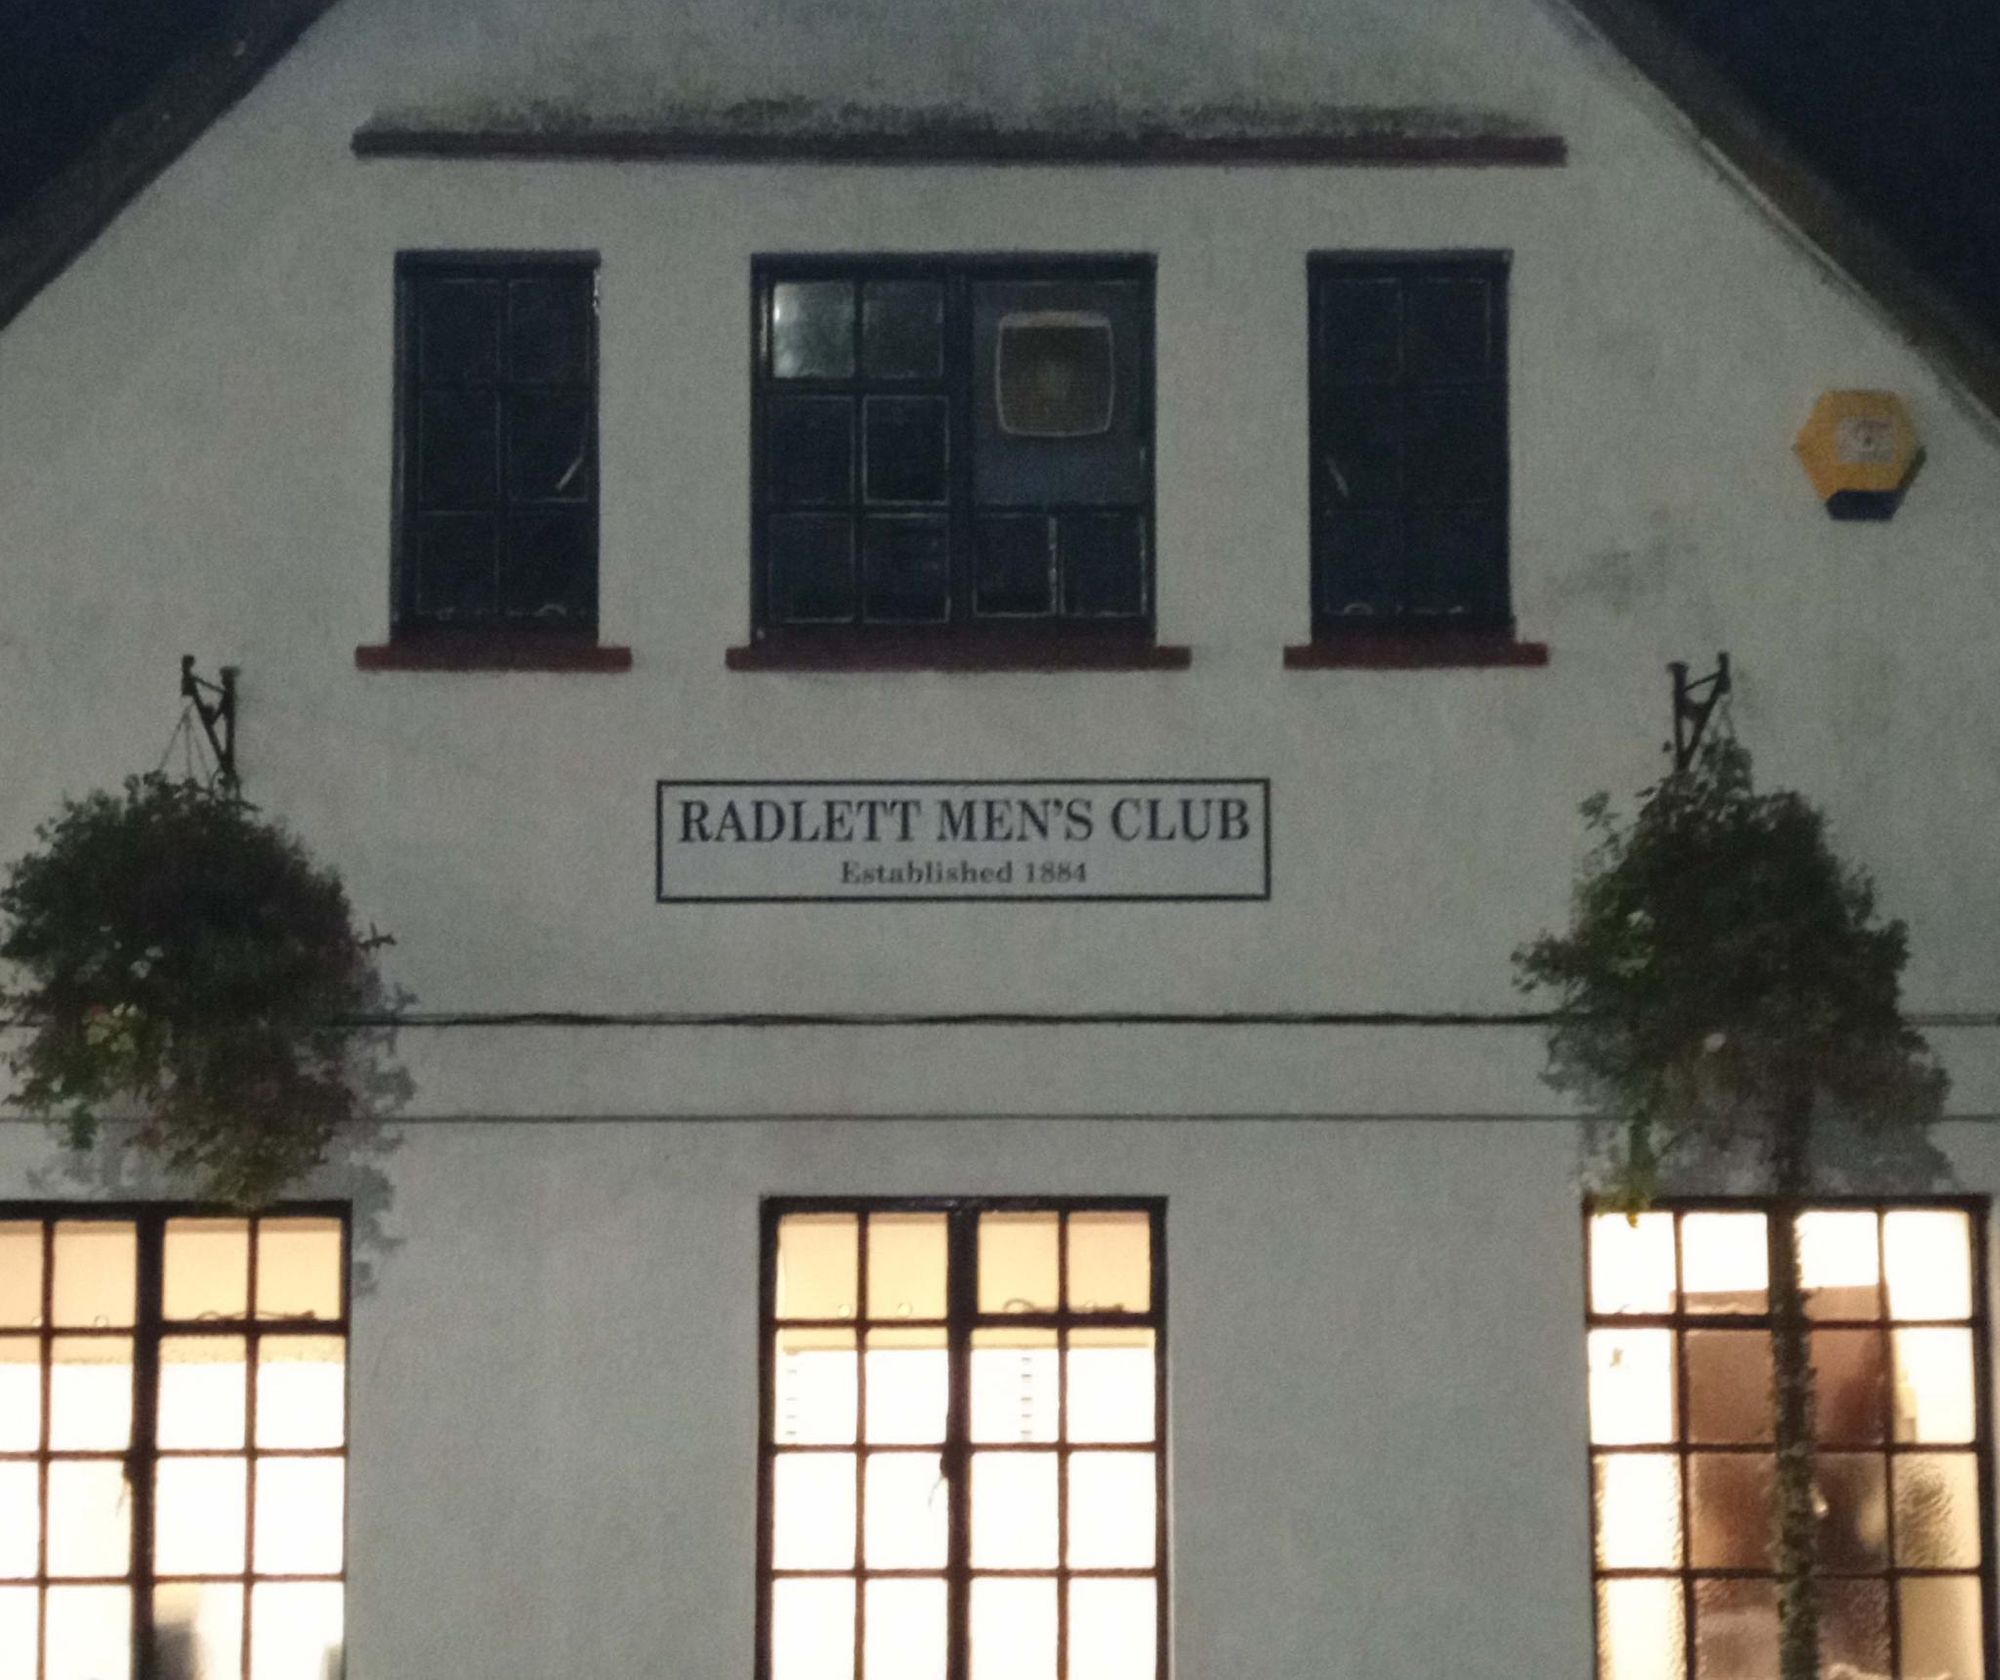 RADLETT MEN'S CLUB
Established 1884